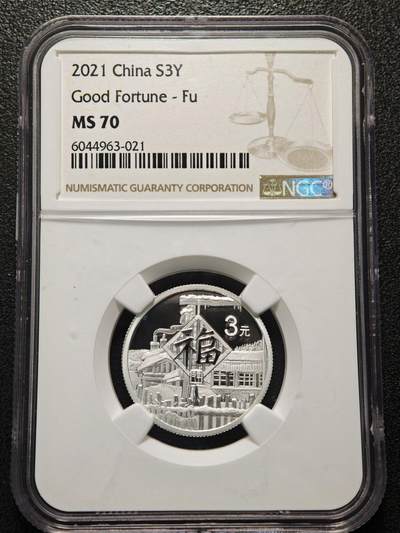 2021 China S3Y
Good Fortune - Fu
MS 70
6044963-021
NUMISMATIC GUARANTY CORPORATION
NGC®
3元
福